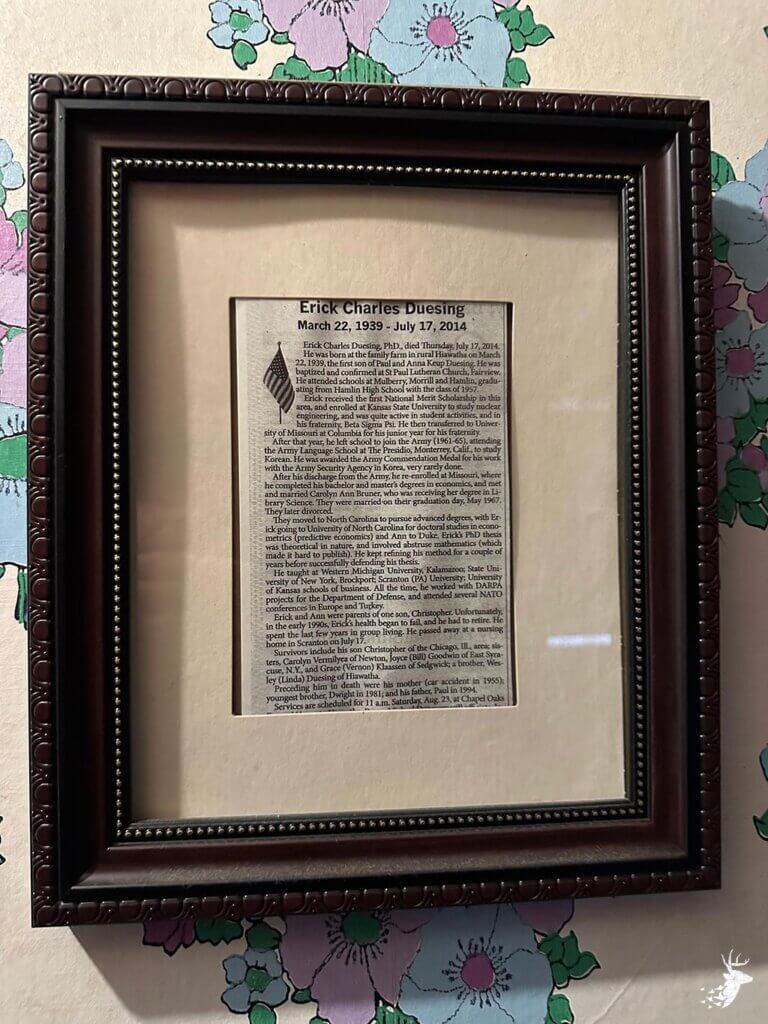 Erick Charles Duesing
March 22, 1939 - July 17, 2014
Erick Charles Duesing, PhD., died Thursday, July 17, 2014.
He was born at the family farm in rural Hiawatha on March
22, 1939, the first son of Paul and Anna Keup Duesing. He was
baptized and confirmed at St Paul Lutheran Church, Fairview.
He attended schools at Mulberry, Morrill and Hamlin, gradu-
ating from Hamlin High School with the class of 1957.
Erick received the first National Merit Scholarship in this
area, and enrolled at Kansas State University to study nuclear
engineering, and was quite active in student activities, and in
his fraternity, Beta Sigma Psi. He then transferred to Univer-
sity of Missouri at Columbia for his junior year for his fraternity.
After that year, he left school to join the Army (1961-65), attending
the Army Language School at The Presidio, Monterrey, Calif., to study
Korean. He was awarded the Army Commendation Medal for his work
with the Army Security Agency in Korea, very rarely done.
After his discharge from the Army, he re-enrolled at Missouri, where
he completed his bachelor and master's degrees in economics, and met
and married Carolyn Ann Bruner, who was receiving her degree in Li-
brary Science. They were married on their graduation day, May 1967.
They later divorced.
They moved to North Carolina to pursue advanced degrees, with Er-
ick going to University of North Carolina for doctoral studies in econo-
metrics (predictive economics) and Ann to Duke. Erick's PhD thesis
was theoretical in nature, and involved abstruse mathematics (which
made it hard to publish). He kept refining his method for a couple of
years before successfully defending his thesis.
He taught at Western Michigan University, Kalamazoo; State Uni-
versity of New York, Brockport; Scranton (PA) University; University
of Kansas schools of business. All the time, he worked with DARPA
projects for the Department of Defense, and attended several NATO
conferences in Europe and Turkey.
Erick and Ann were parents of one son, Christopher. Unfortunately,
in the early 1990s, Erick's health began to fail, and he had to retire. He
spent the last few years in group living. He passed away at a nursing
home in Scranton on July 17.
Survivors include his son Christopher of the Chicago, Ill., area; sis-
ters, Carolyn Vermilyea of Newton, Joyce (Bill) Goodwin of East Syra-
cuse, N.Y., and Grace (Vernon) Klaassen of Sedgwick; a brother, Wes-
ley (Linda) Duesing of Hiawatha.
Preceding him in death were his mother (car accident in 1955);
youngest brother, Dwight in 1981; and his father, Paul in 1994.
Services are scheduled for 11 a.m. Saturday, Aug. 23, at Chapel Oaks